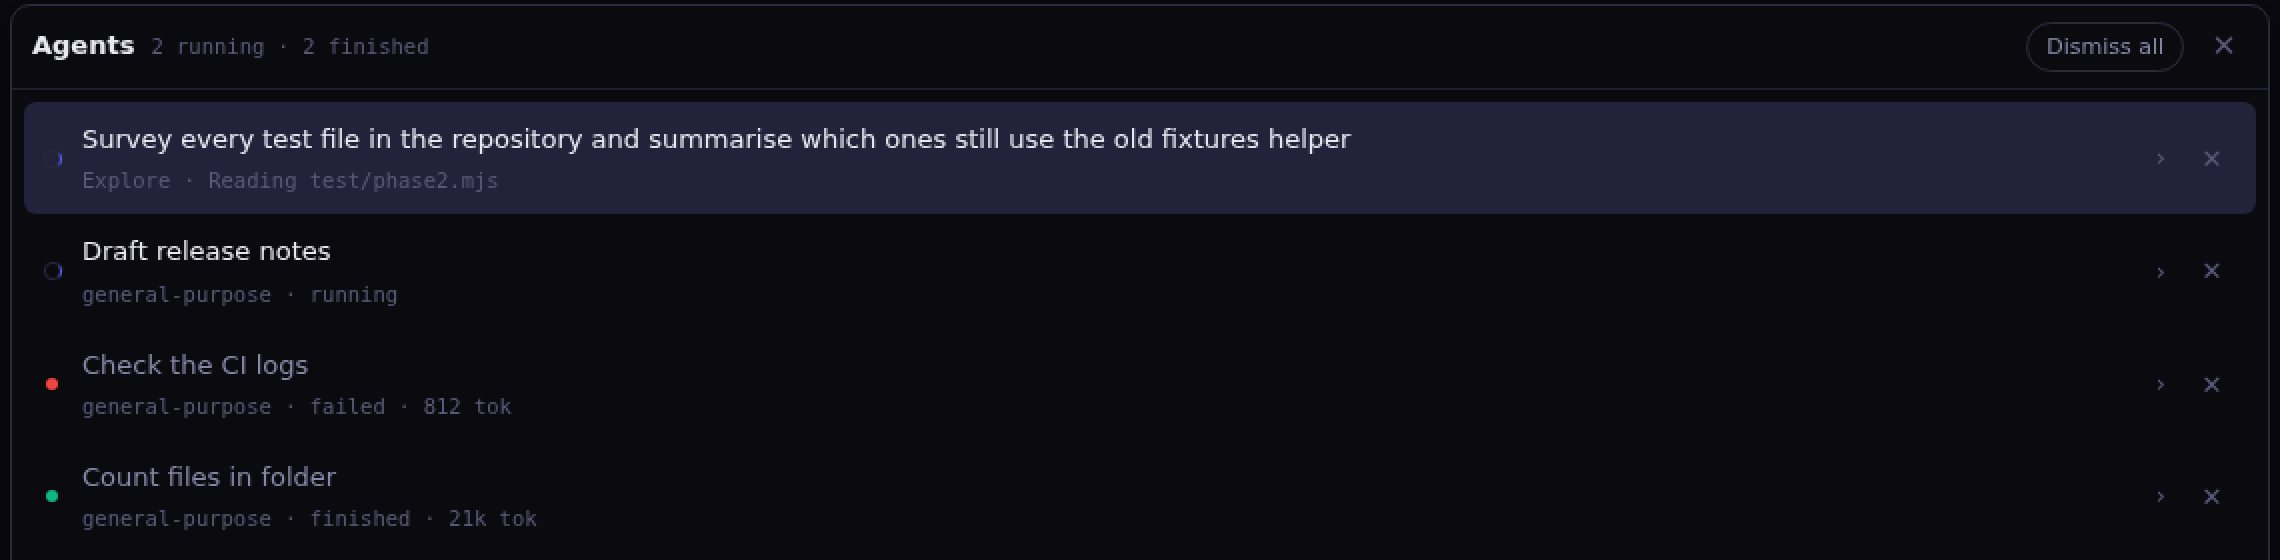 Agents 2 running · 2 finished Dismiss all ×
Survey every test file in the repository and summarise which ones still use the old fixtures helper
Explore · Reading test/phase2.mjs › ×
Draft release notes
general-purpose · running › ×
Check the CI logs
general-purpose · failed · 812 tok › ×
Count files in folder
general-purpose · finished · 21k tok › ×